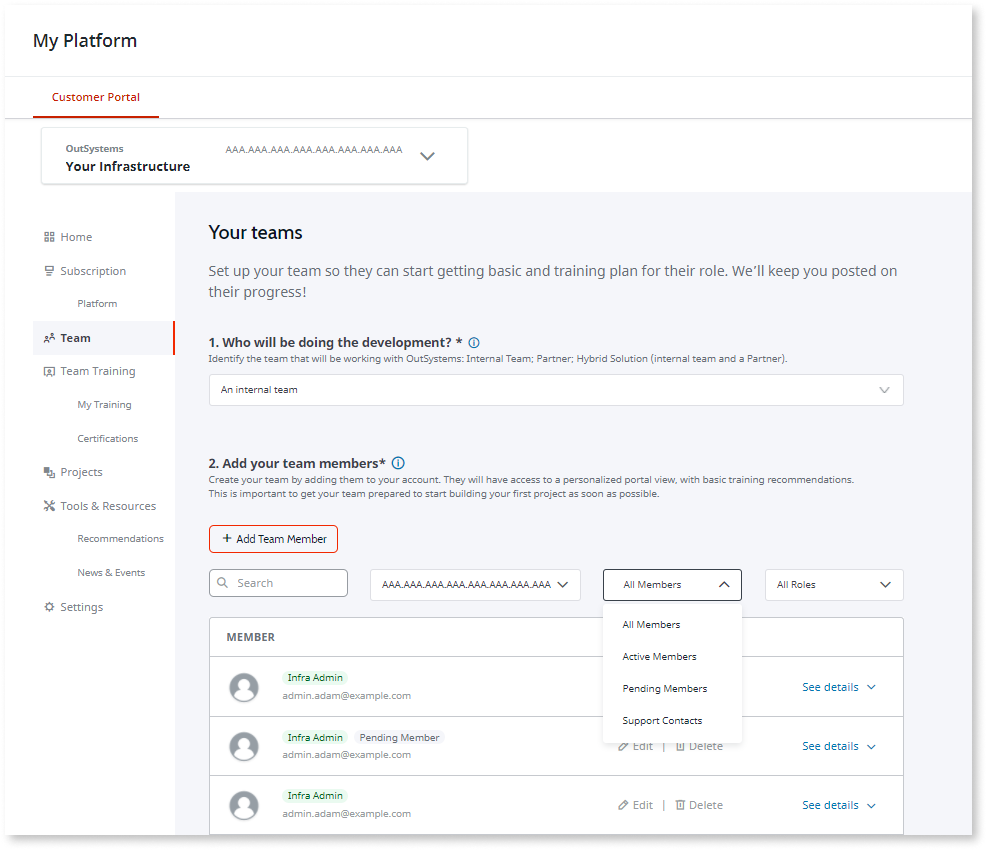 My Platform
Customer Portal
OutSystems
Your Infrastructure
AAA.AAA.AAA.AAA.AAA.AAA.AAA.AAA
Home
Subscription
Platform
Team
Team Training
My Training
Certifications
Projects
Tools & Resources
Recommendations
News & Events
Settings
Your teams
Set up your team so they can start getting basic and training plan for their role. We'll keep you posted on
their progress!
1. Who will be doing the development? *
Identify the team that will be working with OutSystems: Internal Team; Partner; Hybrid Solution (internal team and a Partner).
An internal team
2. Add your team members*
Create your team by adding them to your account. They will have access to a personalized portal view, with basic training recommendations.
This is important to get your team prepared to start building your first project as soon as possible.
+ Add Team Member
Search
AAA.AAA.AAA.AAA.AAA.AAA.AAA.AAA
All Members
All Roles
All Members
Active Members
Pending Members
Support Contacts
MEMBER
Infra Admin
admin.adam@example.com
See details
Infra Admin Pending Member
admin.adam@example.com
Edit | Delete
See details
Infra Admin
admin.adam@example.com
Edit | Delete
See details